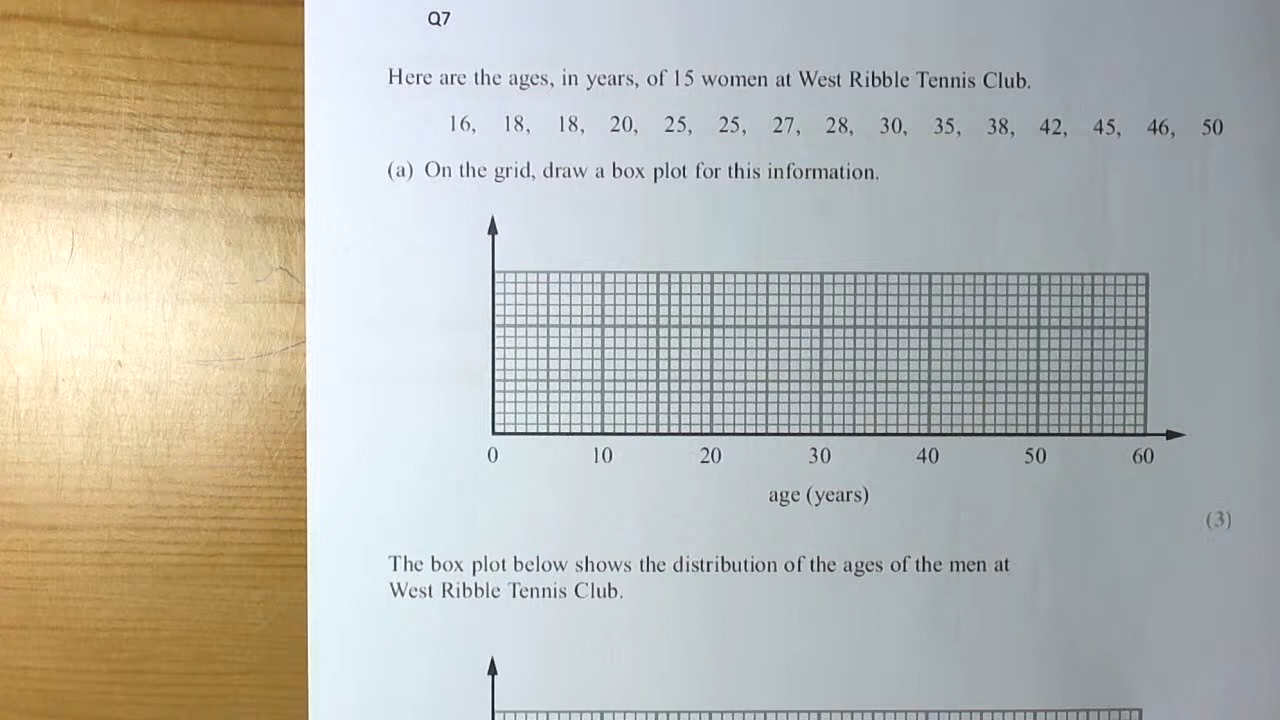 Q7
Here are the ages, in years, of 15 women at West Ribble Tennis Club.
16, 18, 18, 20, 25, 25, 27, 28, 30, 35, 38, 42, 45, 46, 50
(a) On the grid, draw a box plot for this information.
0 10 20 30 40 50 60
age (years)
(3)
The box plot below shows the distribution of the ages of the men at
West Ribble Tennis Club.